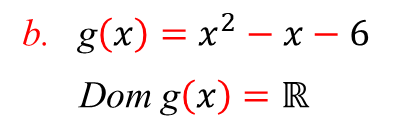 b. g(x) = x² − x − 6
Dom g(x) = ℝ